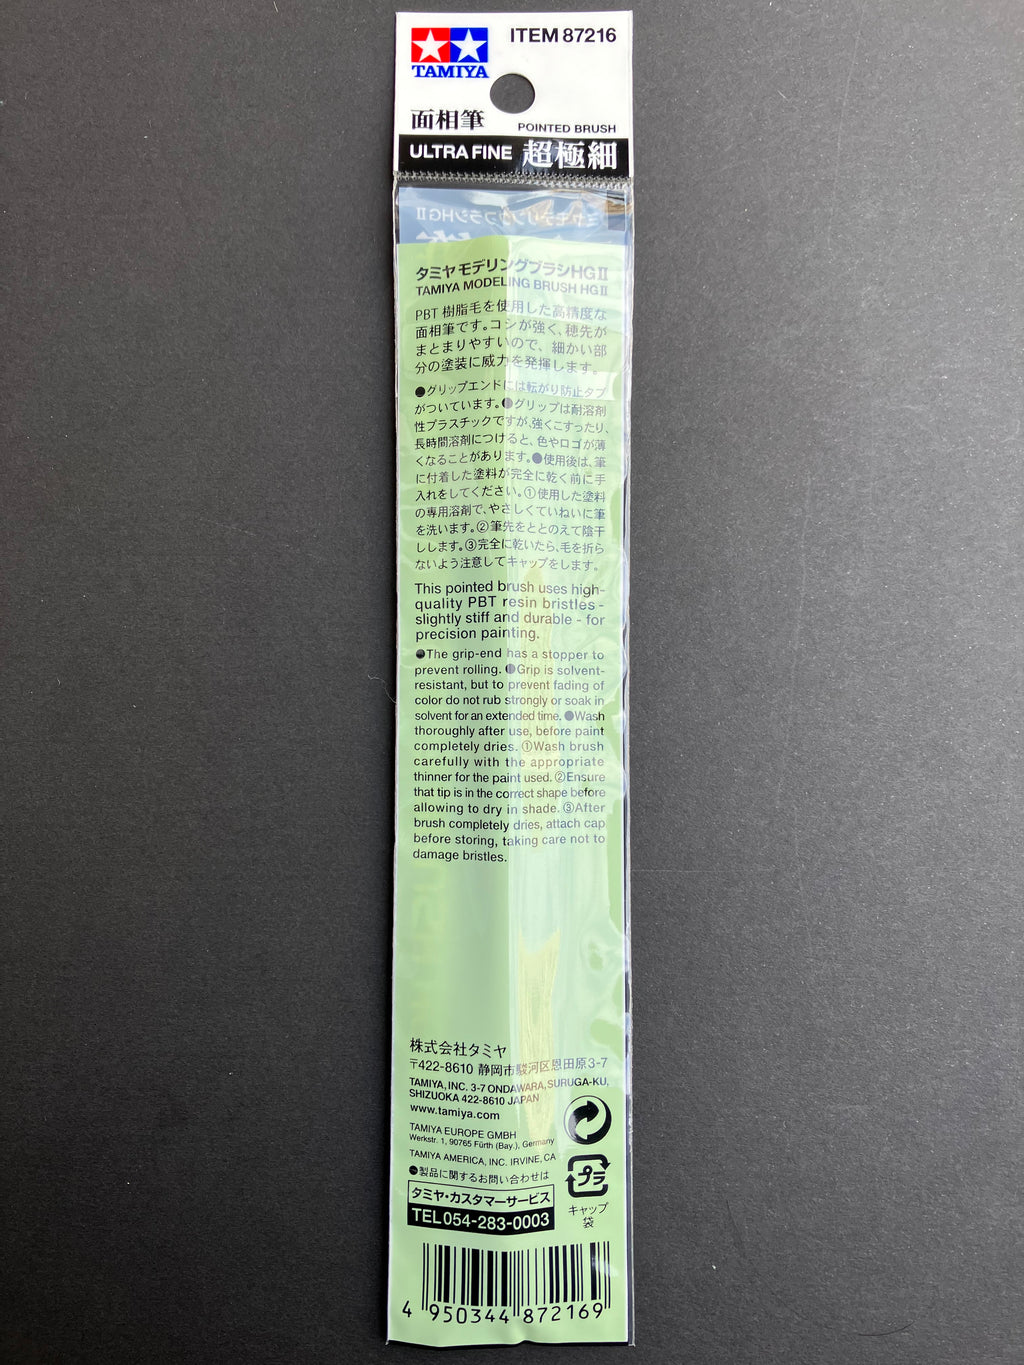 TAMIYA
ITEM 87216
面相筆
POINTED BRUSH
ULTRA FINE 超極細
タミヤモデリングブラシHGⅡ
タミヤ モデリングブラシHGⅡ
TAMIYA MODELING BRUSH HGⅡ
PBT 樹脂毛を使用した高精度な
面相筆です。コシが強く、穂先が
まとまりやすいので、細かい部
分の塗装に威力を発揮します。
●グリップエンドには転がり防止タブ
がついています。●グリップは耐溶剤
性プラスチックですが、強くこすったり、
長時間溶剤につけると、色やロゴが薄
くなることがあります。●使用後は、筆
に付着した塗料が完全に乾く前に手
入れをしてください。①使用した塗料
の専用溶剤で、やさしくていねいに筆
を洗います。②筆先をととのえて陰干
しします。③完全に乾いたら、毛を折ら
ないよう注意してキャップをします。
This pointed brush uses high-
quality PBT resin bristles -
slightly stiff and durable - for
precision painting.
●The grip-end has a stopper to
prevent rolling. ●Grip is solvent-
resistant, but to prevent fading of
color do not rub strongly or soak in
solvent for an extended time. ●Wash
thoroughly after use, before paint
completely dries. ①Wash brush
carefully with the appropriate
thinner for the paint used. ②Ensure
that tip is in the correct shape before
allowing to dry in shade. ③After
brush completely dries, attach cap
before storing, taking care not to
damage bristles.
株式会社タミヤ
〒422-8610 静岡市駿河区恩田原3-7
TAMIYA, INC. 3-7 ONDAWARA, SURUGA-KU,
SHIZUOKA 422-8610 JAPAN
www.tamiya.com
TAMIYA EUROPE GMBH
Werkstr. 1, 90765 Fürth (Bay.), Germany
TAMIYA AMERICA, INC. IRVINE, CA
●製品に関するお問い合わせは
タミヤ・カスタマーサービス
TEL 054-283-0003
プラ
キャップ
袋
4 950344 872169